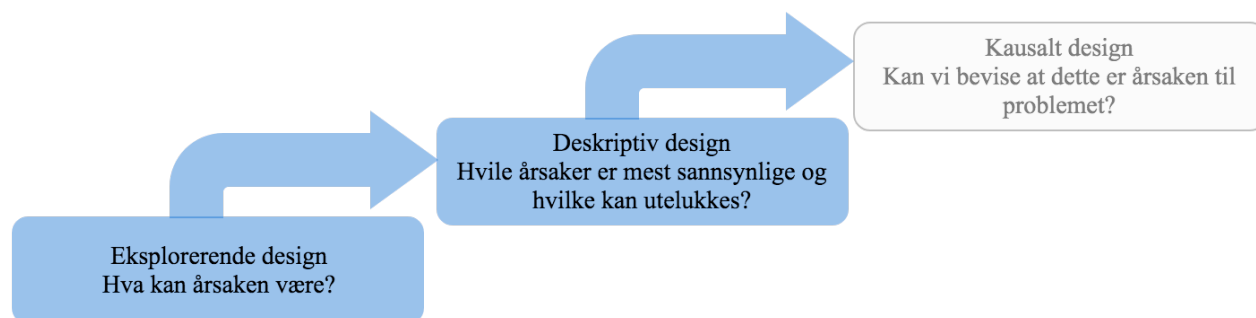 Kausalt design
Kan vi bevise at dette er årsaken til
problemet?
Deskriptiv design
Hvile årsaker er mest sannsynlige og
hvilke kan utelukkes?
Eksplorerende design
Hva kan årsaken være?